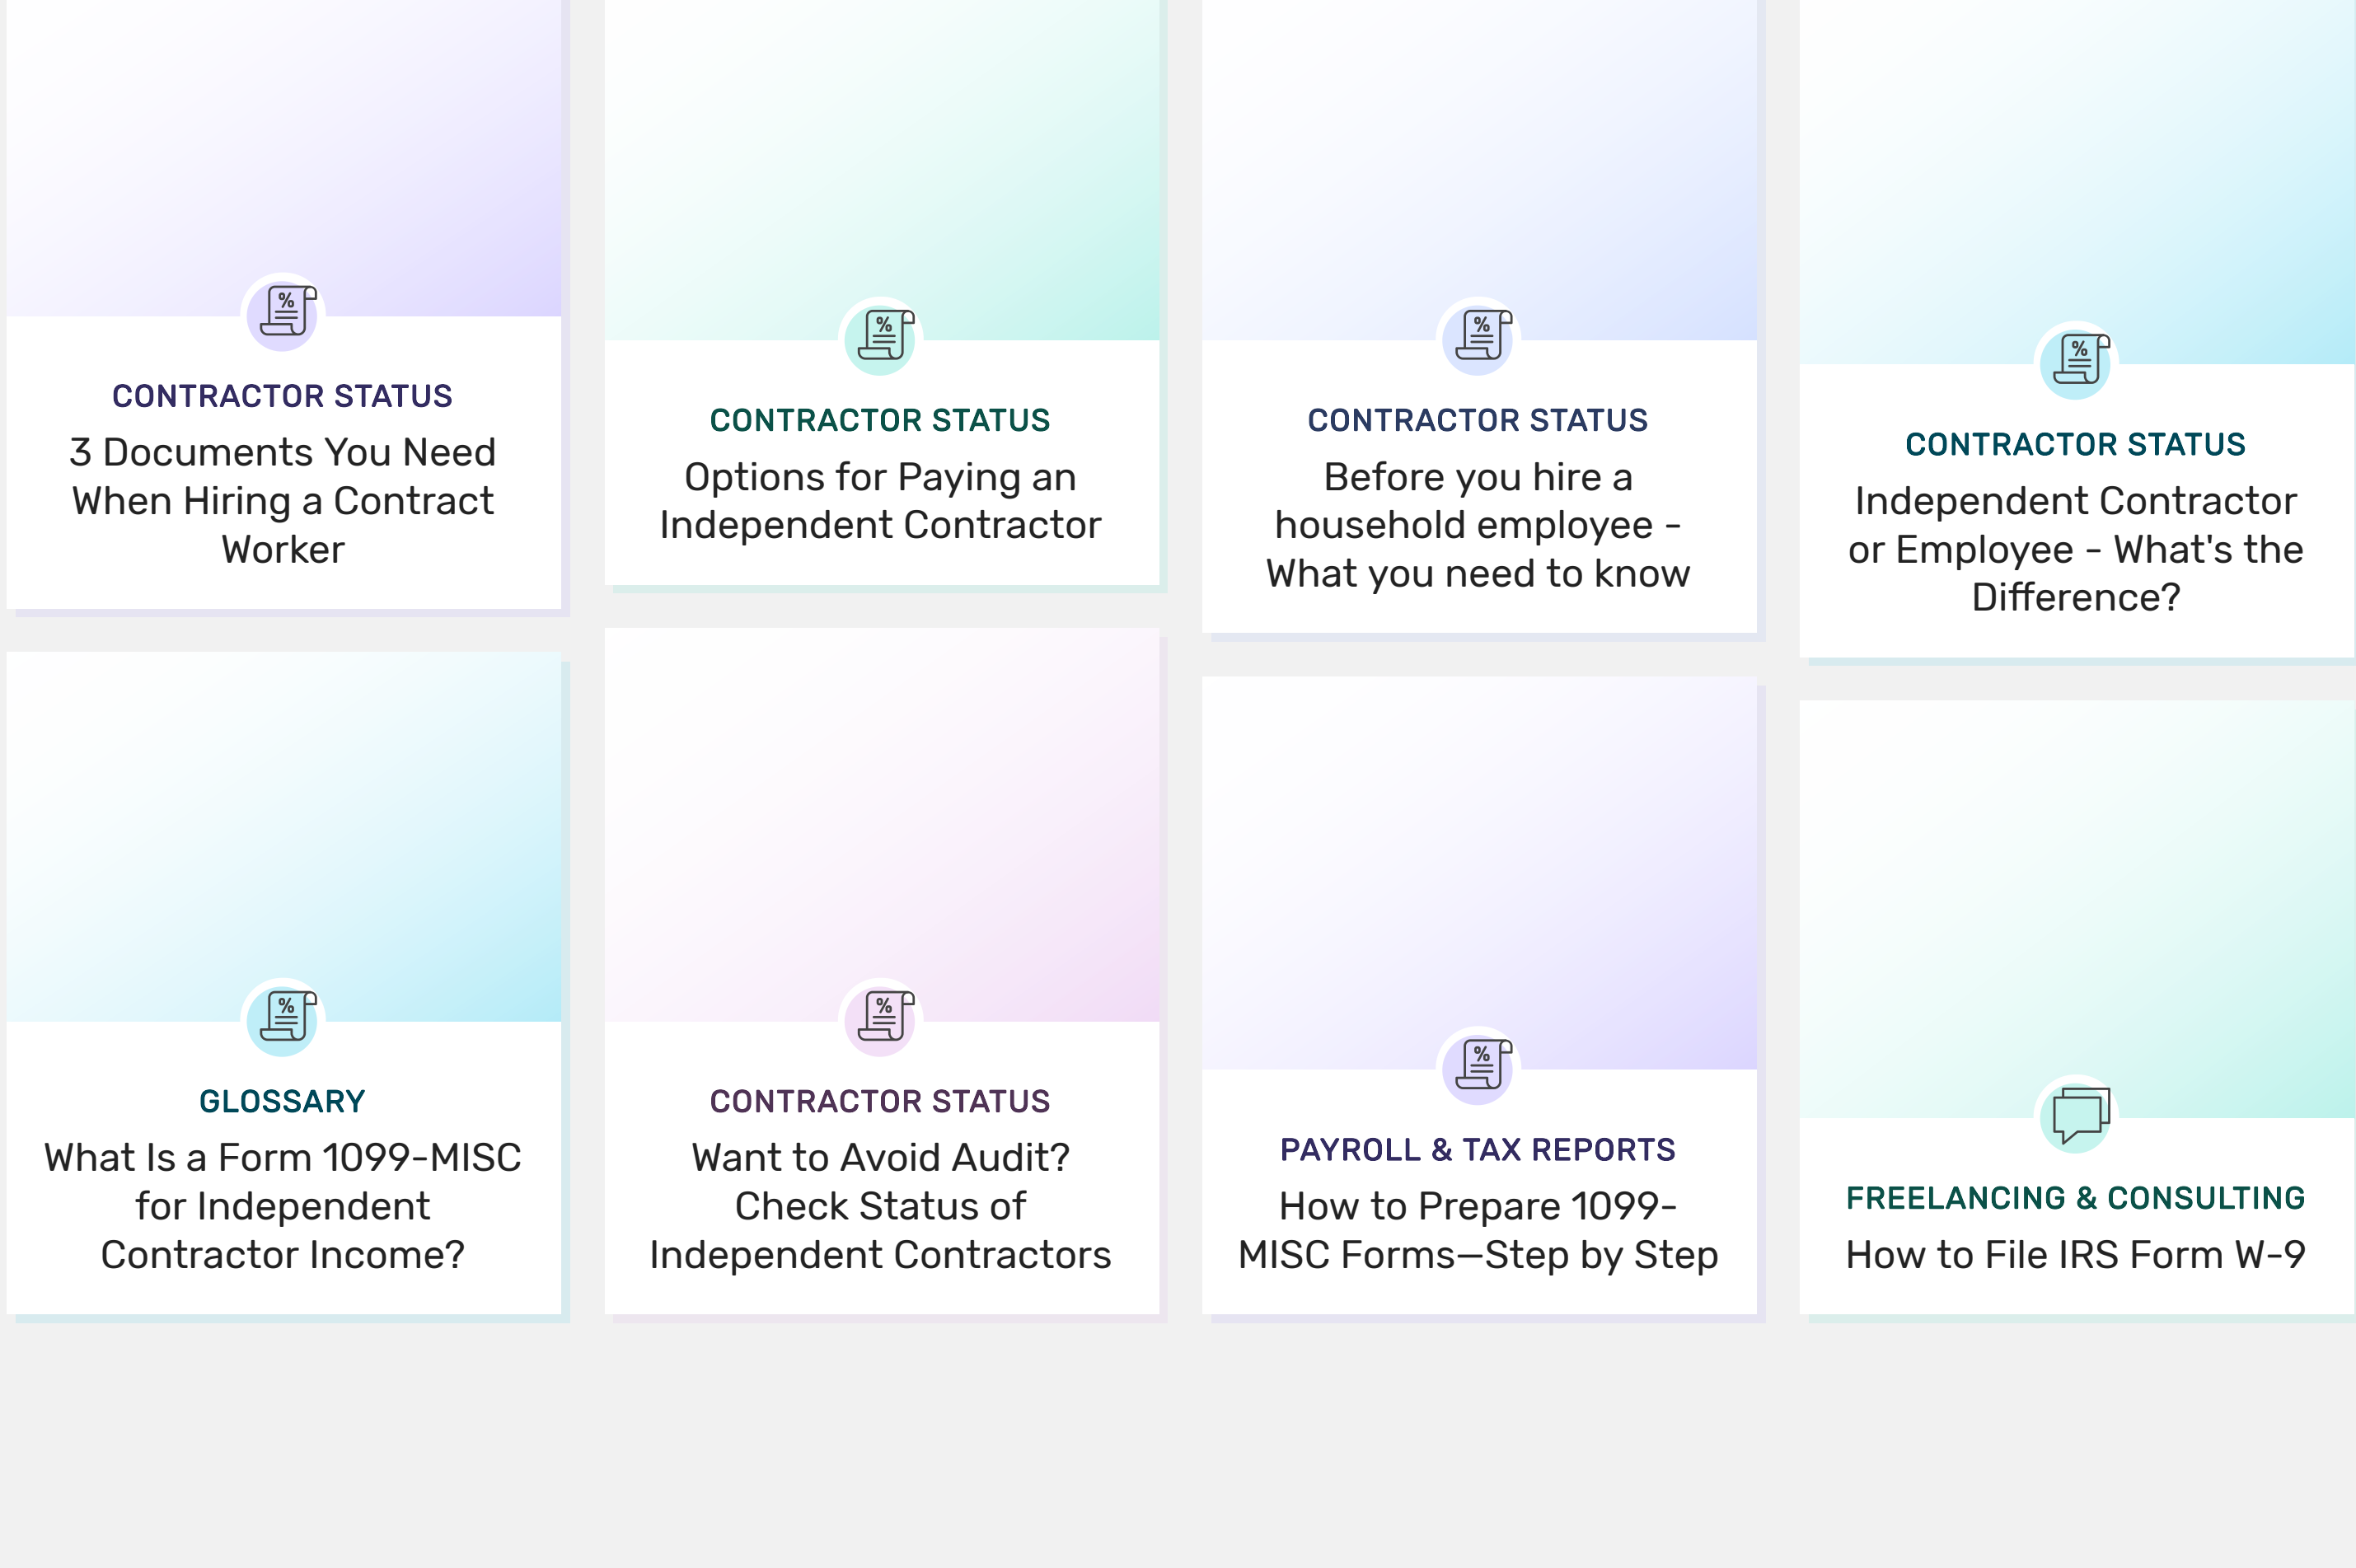 CONTRACTOR STATUS
3 Documents You Need
When Hiring a Contract
Worker
CONTRACTOR STATUS
Options for Paying an
Independent Contractor
CONTRACTOR STATUS
Before you hire a
household employee -
What you need to know
CONTRACTOR STATUS
Independent Contractor
or Employee - What's the
Difference?
GLOSSARY
What Is a Form 1099-MISC
for Independent
Contractor Income?
CONTRACTOR STATUS
Want to Avoid Audit?
Check Status of
Independent Contractors
PAYROLL & TAX REPORTS
How to Prepare 1099-
MISC Forms—Step by Step
FREELANCING & CONSULTING
How to File IRS Form W-9